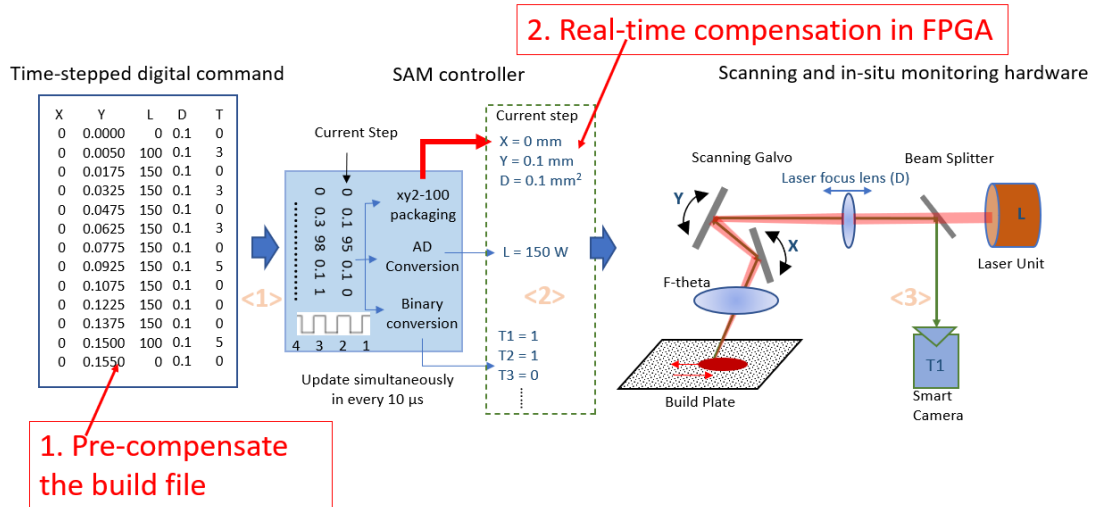 2. Real-time compensation in FPGA
Time-stepped digital command
SAM controller
Scanning and in-situ monitoring hardware
X Y L D T
0 0.0000 0 0.1 0
0 0.0050 100 0.1 3
0 0.0175 150 0.1 0
0 0.0325 150 0.1 3
0 0.0475 150 0.1 0
0 0.0625 150 0.1 3
0 0.0775 150 0.1 0
0 0.0925 150 0.1 5
0 0.1075 150 0.1 0
0 0.1225 150 0.1 0
0 0.1375 150 0.1 0
0 0.1500 100 0.1 5
0 0.1550 0 0.1 0
<1>
Current Step
0 0.1 95 0.1 0
0 0.3 98 0.1 1
xy2-100
packaging
AD
Conversion
Binary
conversion
4 3 2 1
Update simultaneously
in every 10 µs
Current step
X = 0 mm
Y = 0.1 mm
D = 0.1 mm²
L = 150 W
<2>
T1 = 1
T2 = 1
T3 = 0
Scanning Galvo
Beam Splitter
Laser focus lens (D)
Y
X
L
Laser Unit
F-theta
<3>
T1
Build Plate
Smart
Camera
1. Pre-compensate
the build file